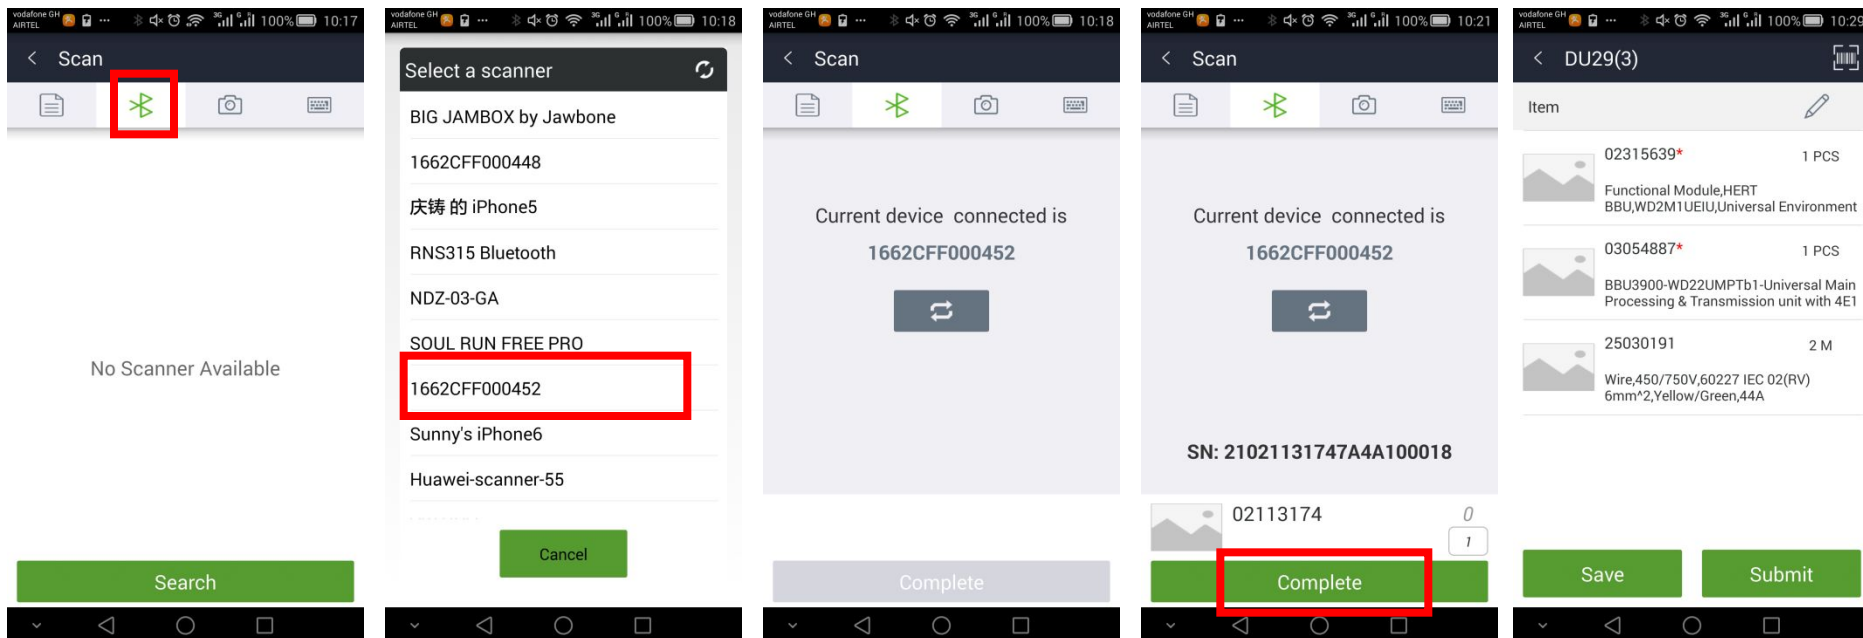 vodafone GH
AIRTEL
100% 10:17
Scan
No Scanner Available
Search
vodafone GH
AIRTEL
100% 10:18
Select a scanner
BIG JAMBOX by Jawbone
1662CFF000448
庆铸 的 iPhone5
RNS315 Bluetooth
NDZ-03-GA
SOUL RUN FREE PRO
1662CFF000452
Sunny's iPhone6
Huawei-scanner-55
Cancel
vodafone GH
AIRTEL
100% 10:18
Scan
Current device connected is
1662CFF000452
Complete
vodafone GH
AIRTEL
100% 10:21
Scan
Current device connected is
1662CFF000452
SN: 21021131747A4A100018
02113174
0
1
Complete
vodafone GH
AIRTEL
100% 10:29
DU29(3)
Item
02315639* 1 PCS
Functional Module,HERT
BBU,WD2M1UEIU,Universal Environment
03054887* 1 PCS
BBU3900-WD22UMPTb1-Universal Main
Processing & Transmission unit with 4E1
25030191 2 M
Wire,450/750V,60227 IEC 02(RV)
6mm^2,Yellow/Green,44A
Save
Submit